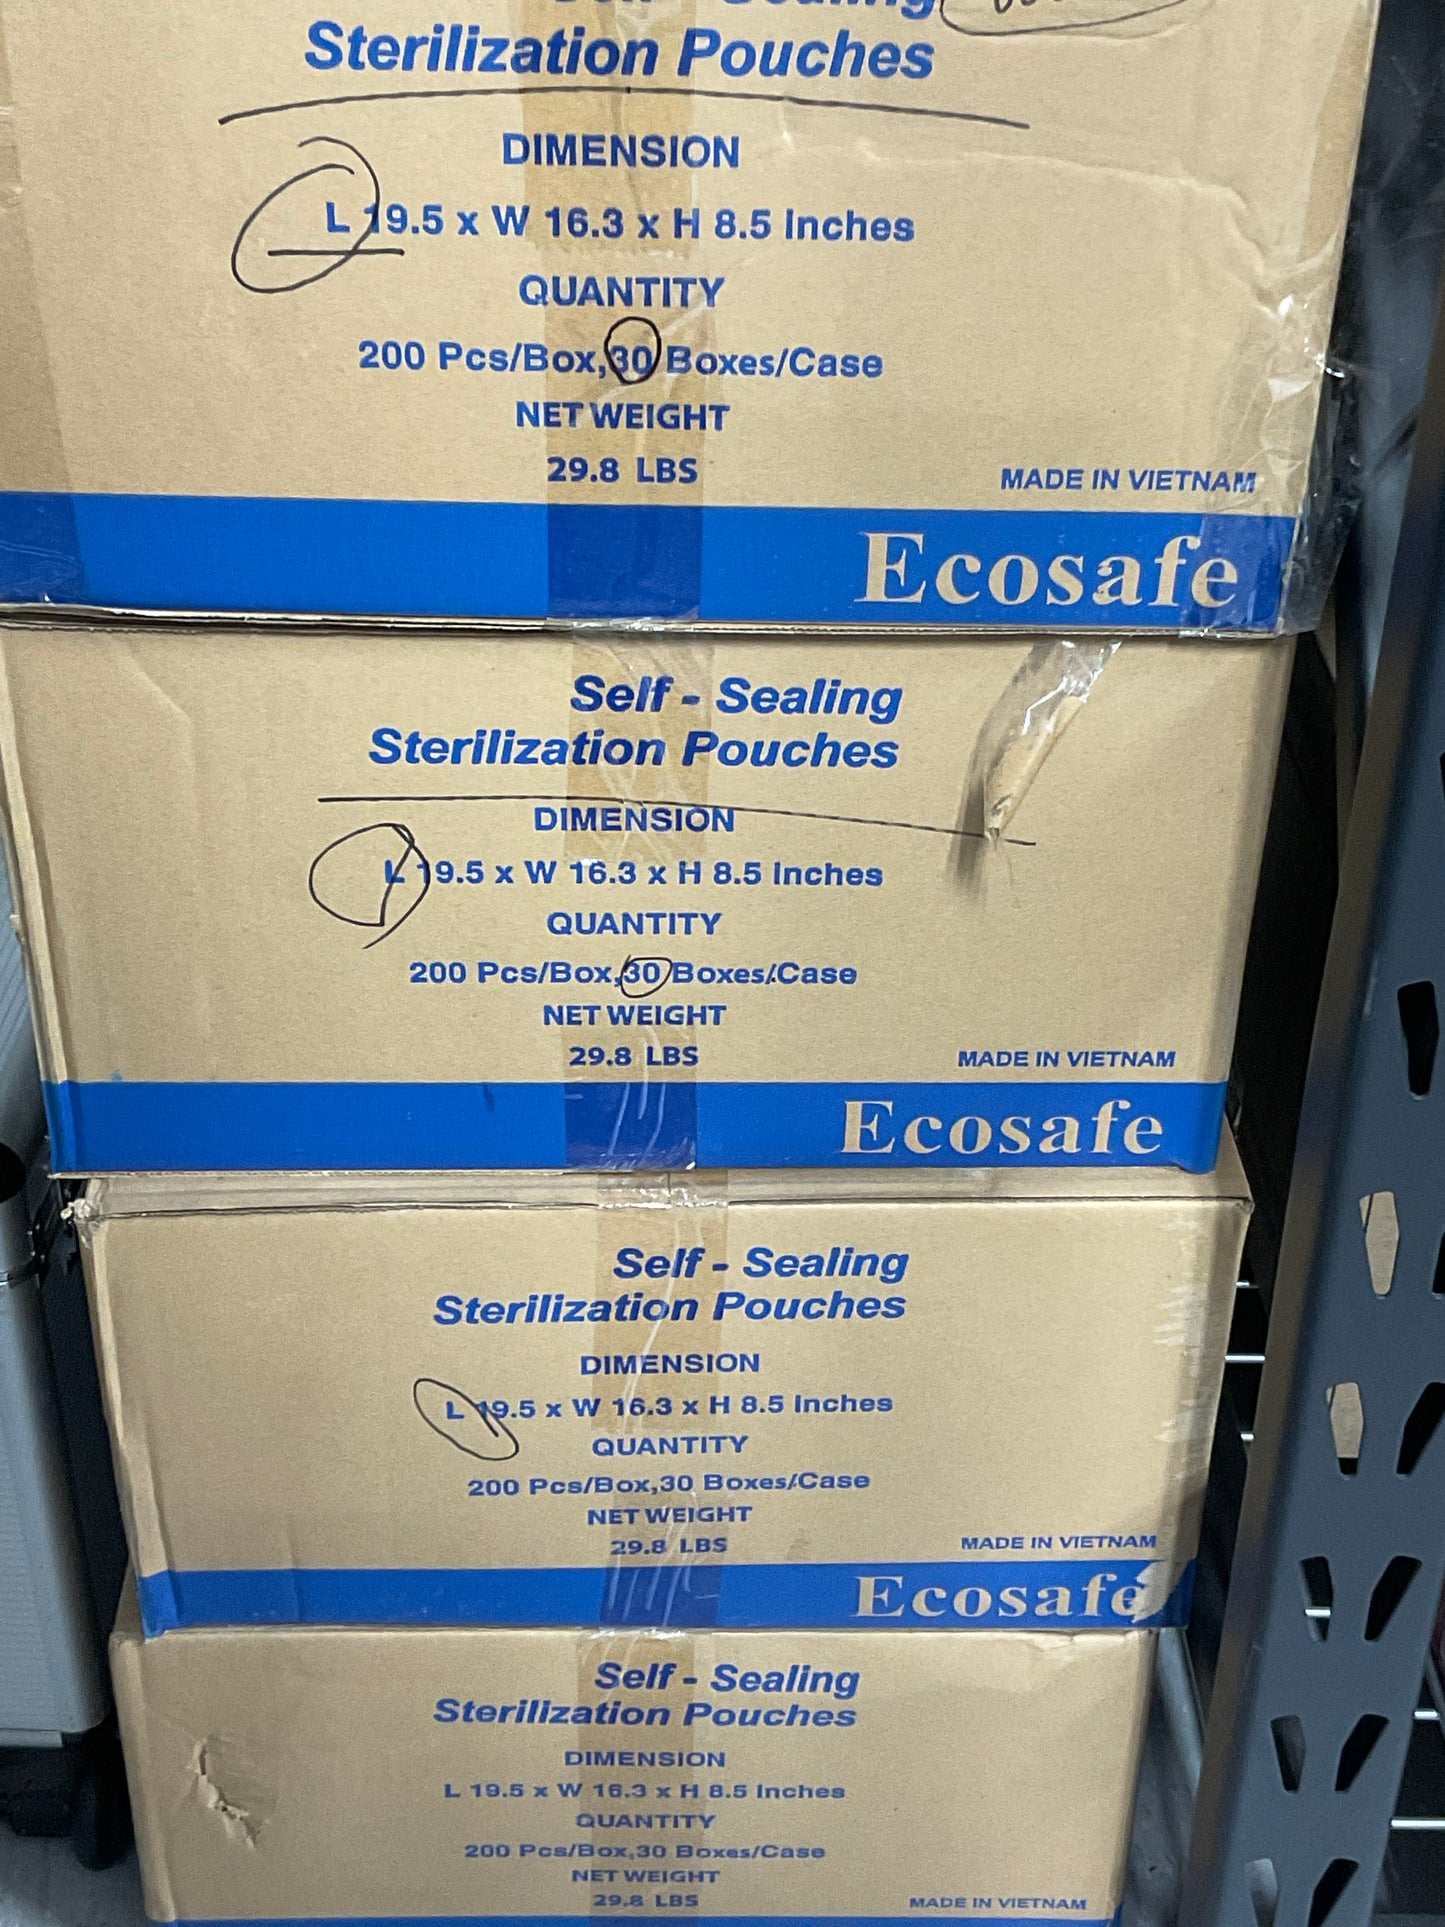 Self - Sealing
Sterilization Pouches
DIMENSION
L 19.5 x W 16.3 x H 8.5 Inches
QUANTITY
200 Pcs/Box,30 Boxes/Case
NET WEIGHT
29.8 LBS
MADE IN VIETNAM
Ecosafe
Self - Sealing
Sterilization Pouches
DIMENSION
L 19.5 x W 16.3 x H 8.5 Inches
QUANTITY
200 Pcs/Box,30 Boxes/Case
NET WEIGHT
29.8 LBS
MADE IN VIETNAM
Ecosafe
Self - Sealing
Sterilization Pouches
DIMENSION
L 19.5 x W 16.3 x H 8.5 Inches
QUANTITY
200 Pcs/Box,30 Boxes/Case
NET WEIGHT
29.8 LBS
MADE IN VIETNAM
Ecosafe
Self - Sealing
Sterilization Pouches
DIMENSION
L 19.5 x W 16.3 x H 8.5 Inches
QUANTITY
200 Pcs/Box,30 Boxes/Case
NET WEIGHT
29.8 LBS
MADE IN VIETNAM